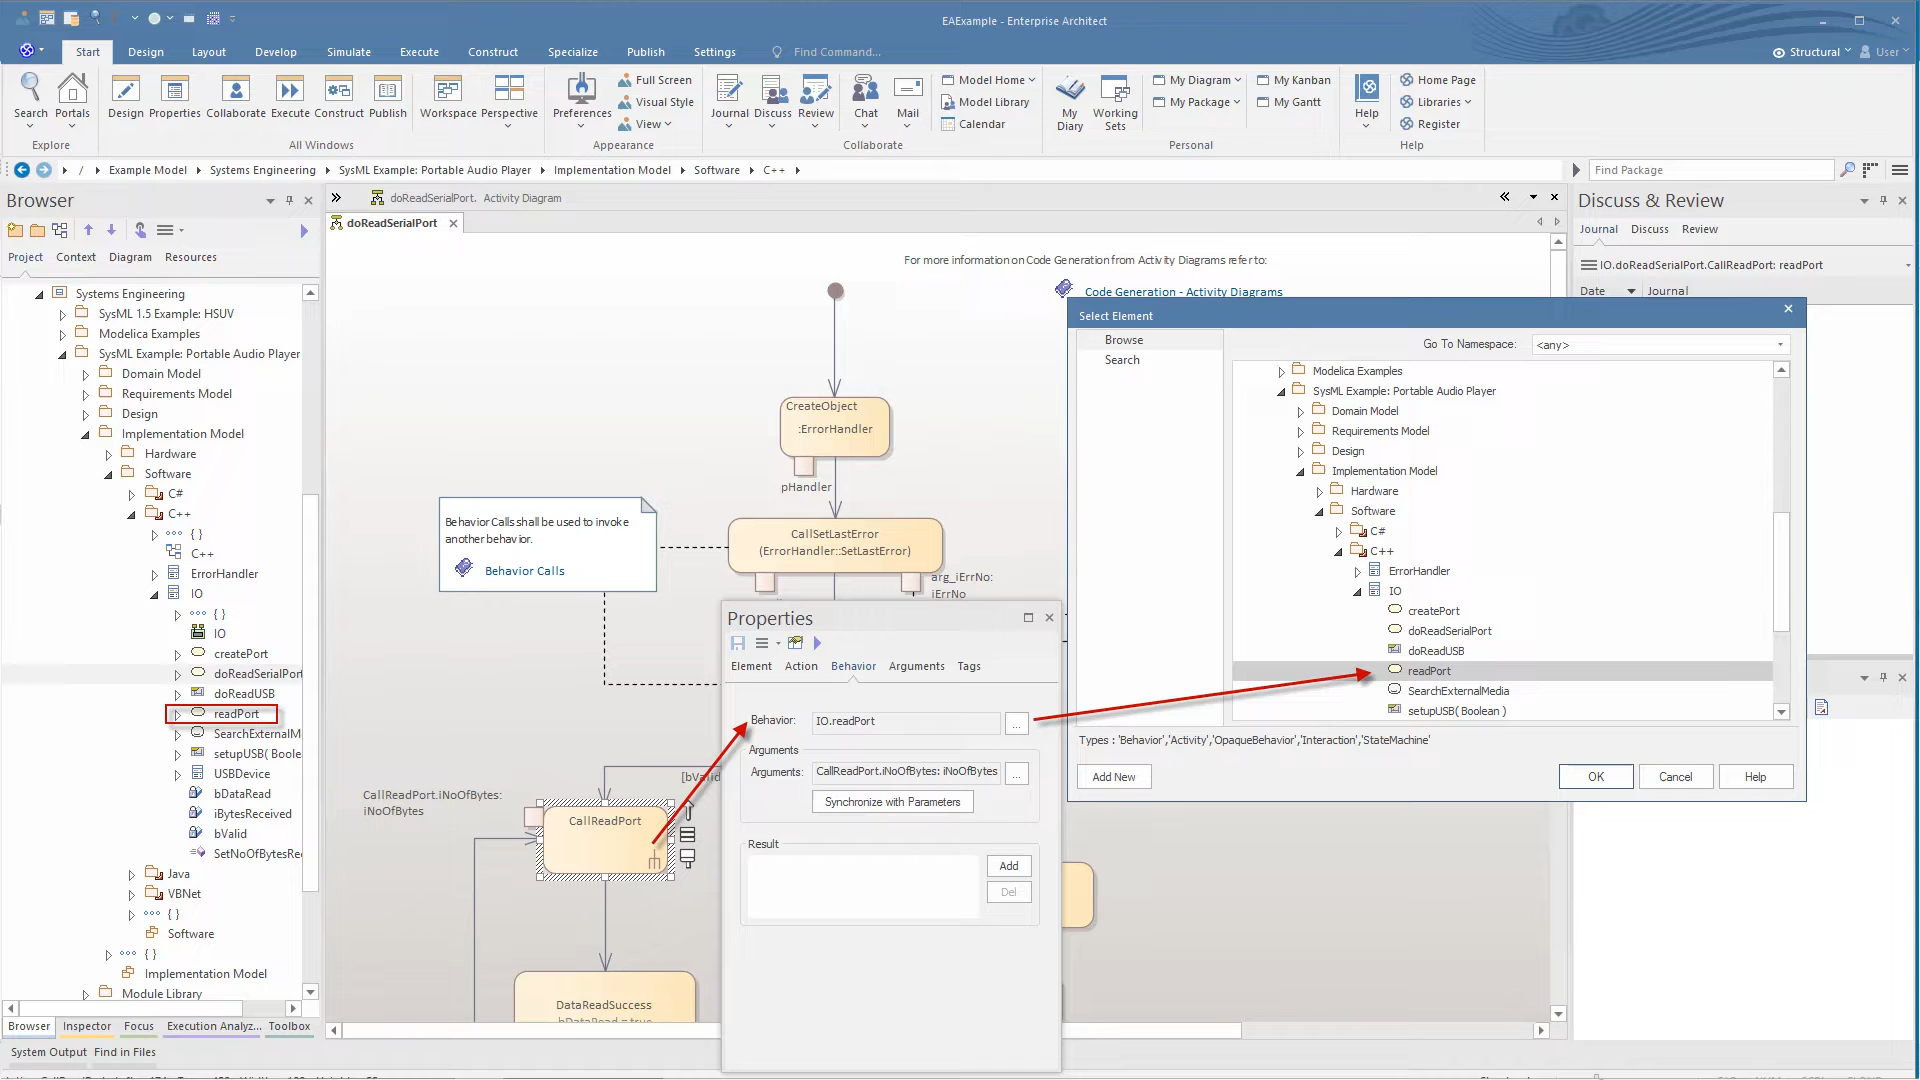 EAExample - Enterprise Architect
Start Design Layout Develop Simulate Execute Construct Specialize Publish Settings Find Command... Structural User
Search Portals Design Properties Collaborate Execute Construct Publish Workspace Perspective Preferences Full Screen Visual Style View Journal Discuss Review Chat Mail Model Home Model Library Calendar My Diary Working Sets My Diagram My Package My Kanban My Gantt Help Home Page Libraries Register
Explore All Windows Appearance Collaborate Personal Help
/ Example Model Systems Engineering SysML Example: Portable Audio Player Implementation Model Software C++ Find Package
Browser
Project Context Diagram Resources
Systems Engineering
SysML 1.5 Example: HSUV
Modelica Examples
SysML Example: Portable Audio Player
Domain Model
Requirements Model
Design
Implementation Model
Hardware
Software
C#
C++
{ }
C++
ErrorHandler
IO
{ }
IO
createPort
doReadSerialPort
doReadUSB
readPort
SearchExternalM
setupUSB( Boole
USBDevice
bDataRead
iBytesReceived
bValid
SetNoOfBytesRe
Java
VBNet
{ }
Software
{ }
Implementation Model
Module Library
Browser Inspector Focus Execution Analyz... Toolbox
System Output Find in Files
doReadSerialPort. Activity Diagram
doReadSerialPort
For more information on Code Generation from Activity Diagrams refer to:
Code Generation - Activity Diagrams
CreateObject
:ErrorHandler
pHandler
Behavior Calls shall be used to invoke
another behavior.
Behavior Calls
CallSetLastError
(ErrorHandler::SetLastError)
arg_iErrNo:
iErrNo
[bValid
CallReadPort.iNoOfBytes:
iNoOfBytes
CallReadPort
DataReadSuccess
bDataRead = true
Properties
Element Action Behavior Arguments Tags
Behavior: IO.readPort ...
Arguments
Arguments: CallReadPort.iNoOfBytes: iNoOfBytes ...
Synchronize with Parameters
Result
Add
Del
Select Element
Browse
Search
Go To Namespace: <any>
Modelica Examples
SysML Example: Portable Audio Player
Domain Model
Requirements Model
Design
Implementation Model
Hardware
Software
C#
C++
ErrorHandler
IO
createPort
doReadSerialPort
doReadUSB
readPort
SearchExternalMedia
setupUSB( Boolean )
Types : 'Behavior','Activity','OpaqueBehavior','Interaction','StateMachine'
Add New OK Cancel Help
Discuss & Review
Journal Discuss Review
IO.doReadSerialPort.CallReadPort: readPort
Date Journal